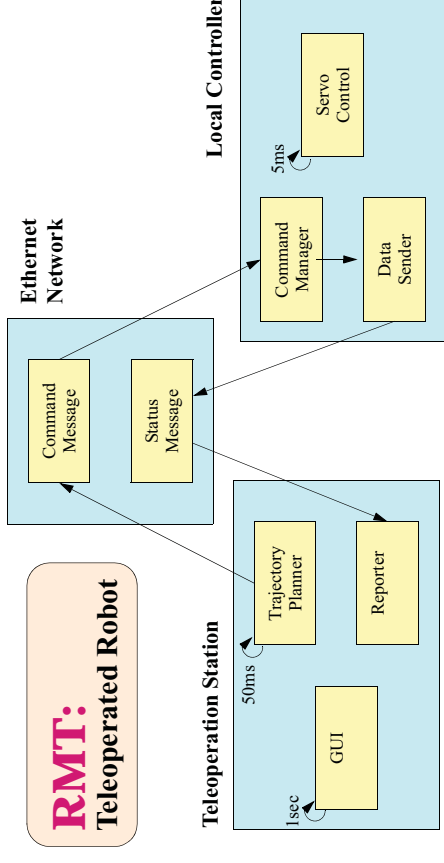 RMT:
Teleoperated Robot
Ethernet
Network
Command
Message
Status
Message
Teleoperation Station
1sec
GUI
50ms
Trajectory
Planner
Reporter
Local Controller
Command
Manager
Data
Sender
5ms
Servo
Control